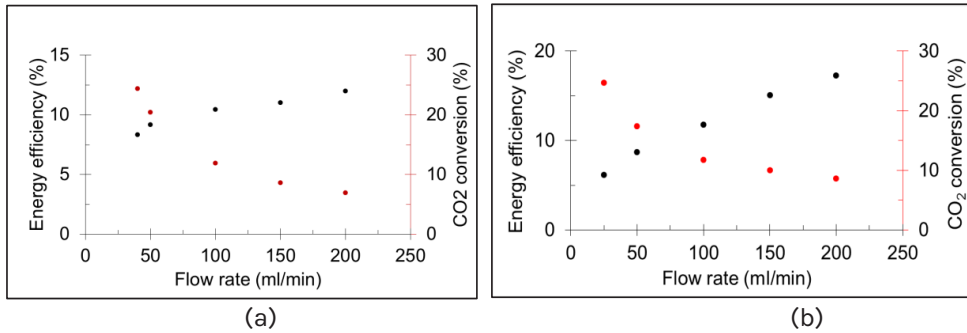 15
10
5
0
Energy efficiency (%)
30
20
10
0
CO2 conversion (%)
0 50 100 150 200 250
Flow rate (ml/min)
(a)
20
10
0
Energy efficiency (%)
30
20
10
0
CO₂ conversion (%)
0 50 100 150 200 250
Flow rate (ml/min)
(b)